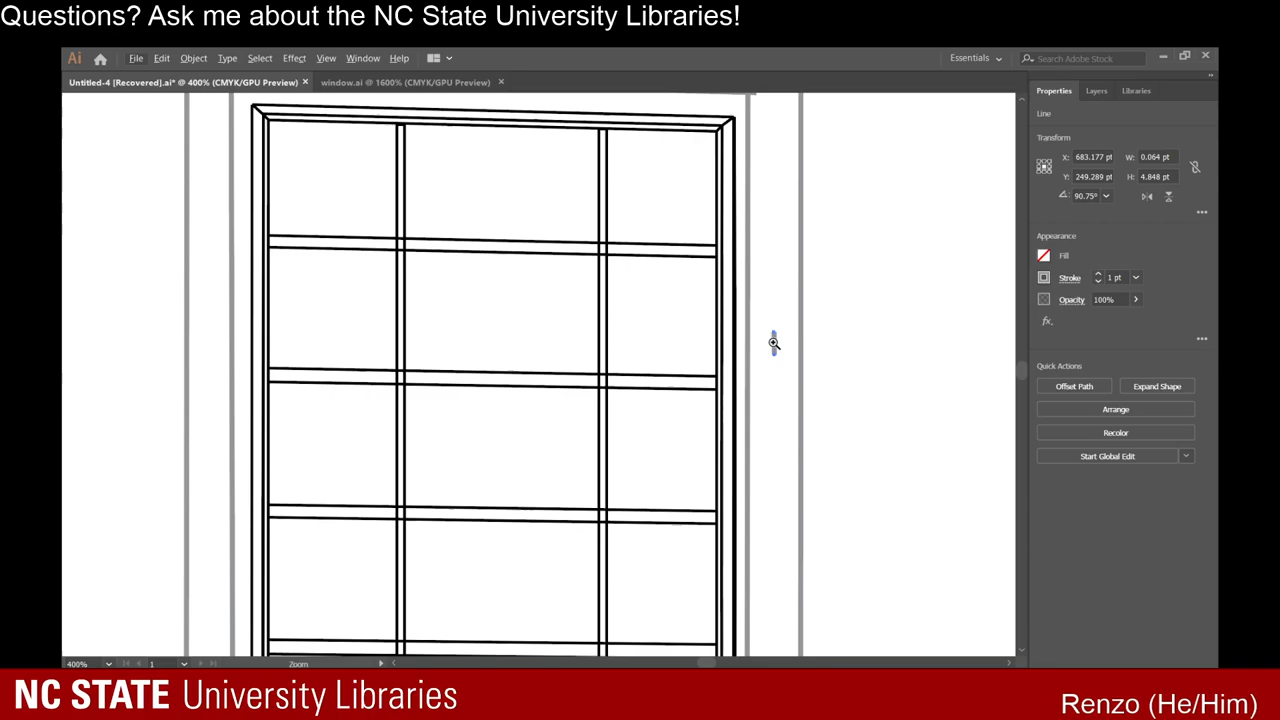 Questions? Ask me about the NC State University Libraries!
Ai File Edit Object Type Select Effect View Window Help Essentials Search Adobe Stock
Untitled-4 [Recovered].ai* @ 400% (CMYK/GPU Preview) × window.ai @ 1600% (CMYK/GPU Preview) ×
Properties Layers Libraries
Line
Transform
X: 683.177 pt W: 0.064 pt
Y: 249.289 pt H: 4.848 pt
90.75°
Appearance
Fill
Stroke 1 pt
Opacity 100%
fx.
Quick Actions
Offset Path Expand Shape
Arrange
Recolor
Start Global Edit
400% 1 Zoom
NC STATE University Libraries
Renzo (He/Him)